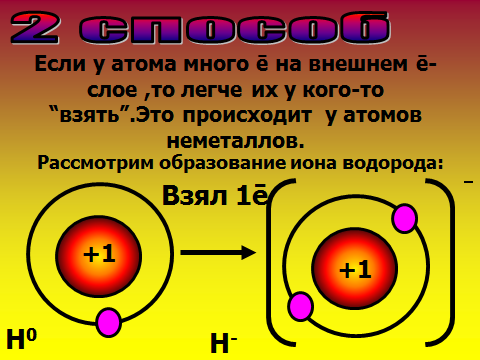 2 способ
Если у атома много ē на внешнем ē-
слое ,то легче их у кого-то
“взять”.Это происходит у атомов
неметаллов.
Рассмотрим образование иона водорода:
Взял 1ē
–
+1
+1
H⁰
H⁻